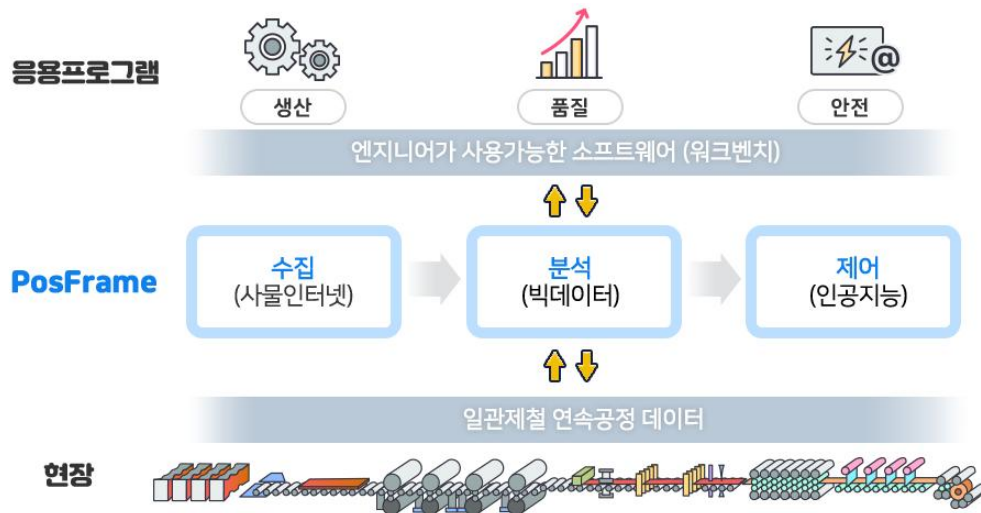 응용프로그램
생산
품질
안전
@
엔지니어가 사용가능한 소프트웨어 (워크벤치)
PosFrame
수집
(사물인터넷)
분석
(빅데이터)
제어
(인공지능)
일관제철 연속공정 데이터
현장